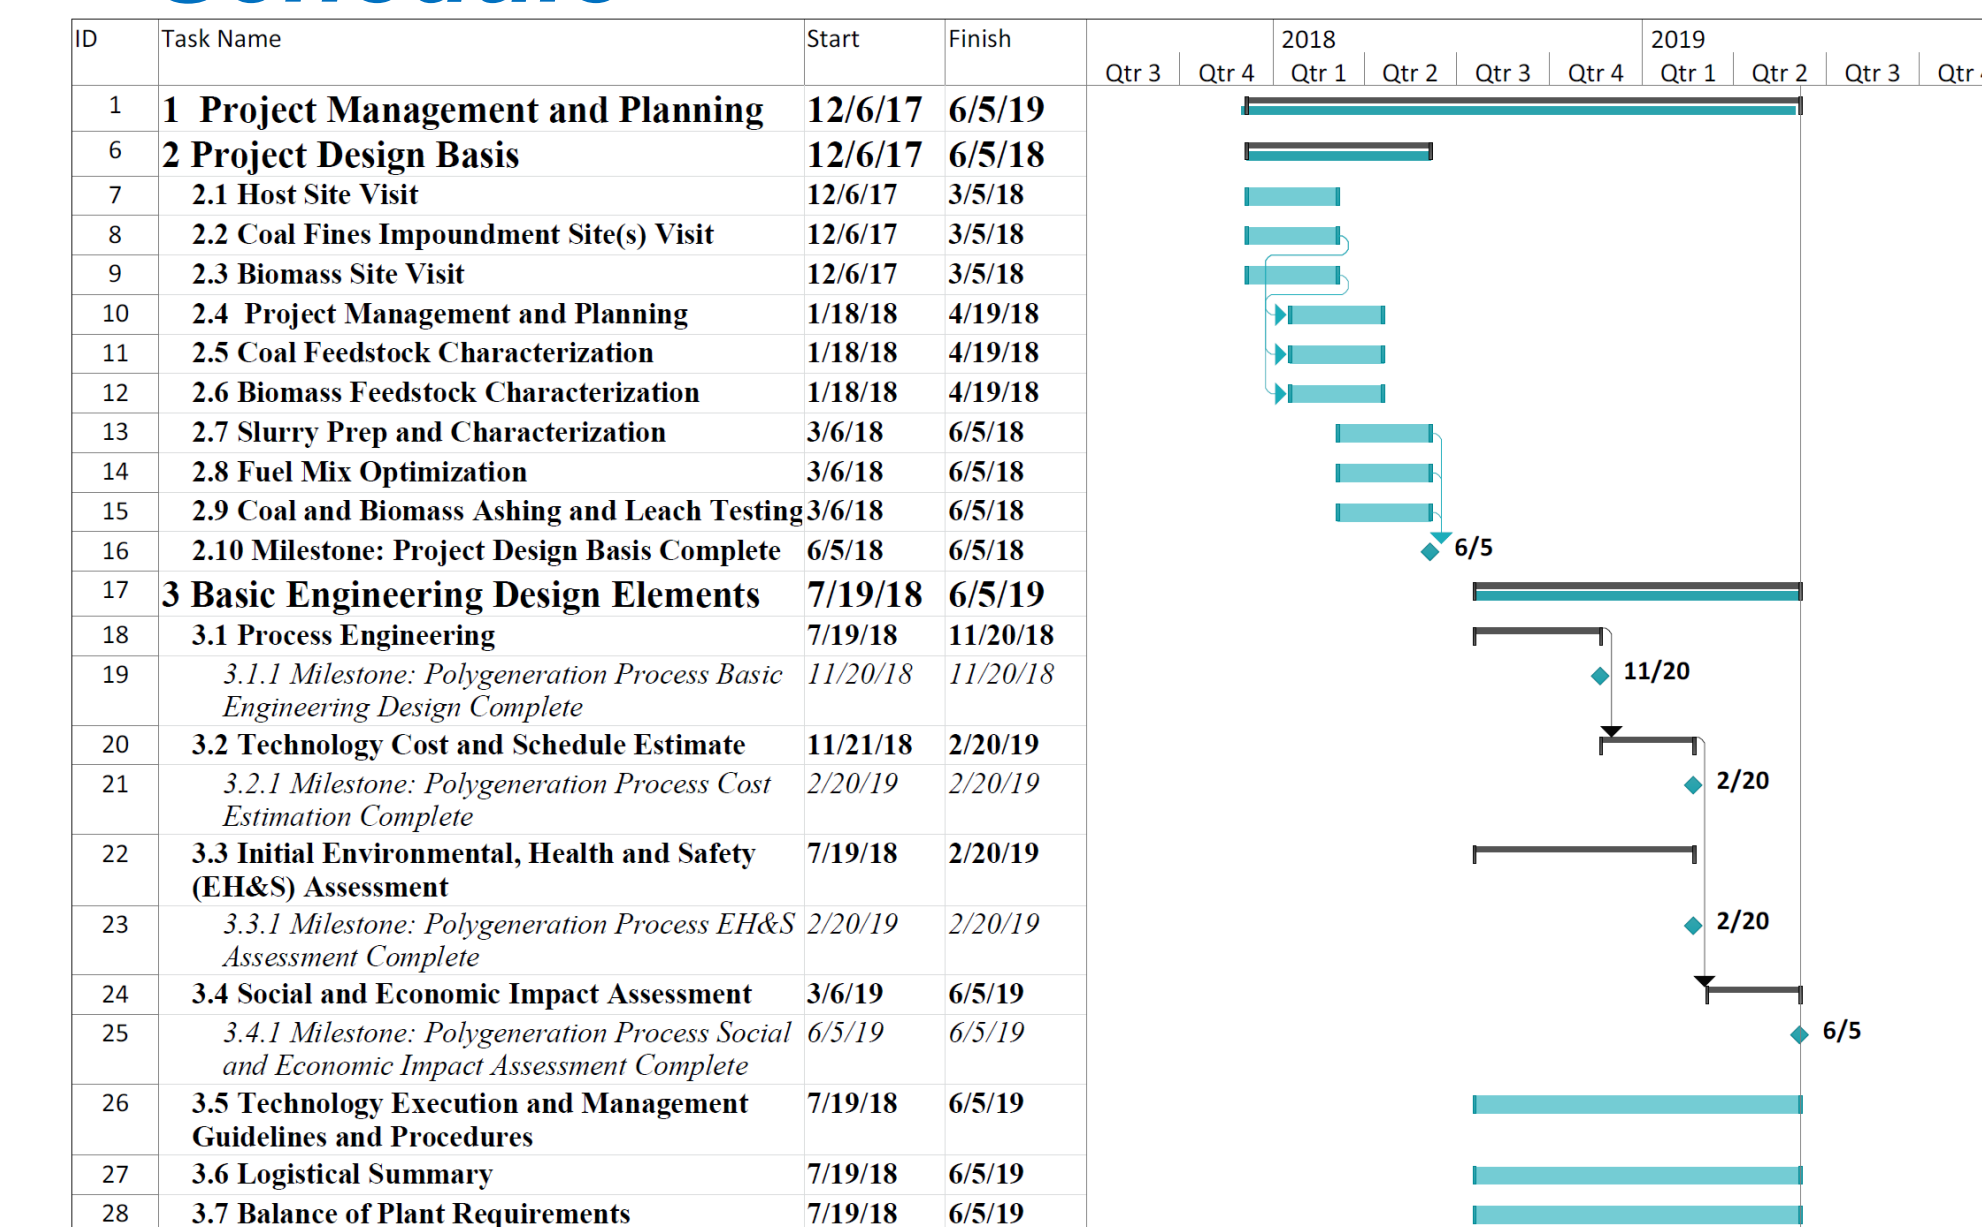 Schedule
ID Task Name Start Finish 2018 2019
Qtr 3 Qtr 4 Qtr 1 Qtr 2 Qtr 3 Qtr 4 Qtr 1 Qtr 2 Qtr 3 Qtr
1 1 Project Management and Planning 12/6/17 6/5/19
6 2 Project Design Basis 12/6/17 6/5/18
7 2.1 Host Site Visit 12/6/17 3/5/18
8 2.2 Coal Fines Impoundment Site(s) Visit 12/6/17 3/5/18
9 2.3 Biomass Site Visit 12/6/17 3/5/18
10 2.4 Project Management and Planning 1/18/18 4/19/18
11 2.5 Coal Feedstock Characterization 1/18/18 4/19/18
12 2.6 Biomass Feedstock Characterization 1/18/18 4/19/18
13 2.7 Slurry Prep and Characterization 3/6/18 6/5/18
14 2.8 Fuel Mix Optimization 3/6/18 6/5/18
15 2.9 Coal and Biomass Ashing and Leach Testing 3/6/18 6/5/18
16 2.10 Milestone: Project Design Basis Complete 6/5/18 6/5/18 6/5
17 3 Basic Engineering Design Elements 7/19/18 6/5/19
18 3.1 Process Engineering 7/19/18 11/20/18
19 3.1.1 Milestone: Polygeneration Process Basic 11/20/18 11/20/18 11/20
Engineering Design Complete
20 3.2 Technology Cost and Schedule Estimate 11/21/18 2/20/19
21 3.2.1 Milestone: Polygeneration Process Cost 2/20/19 2/20/19 2/20
Estimation Complete
22 3.3 Initial Environmental, Health and Safety 7/19/18 2/20/19
(EH&S) Assessment
23 3.3.1 Milestone: Polygeneration Process EH&S 2/20/19 2/20/19 2/20
Assessment Complete
24 3.4 Social and Economic Impact Assessment 3/6/19 6/5/19
25 3.4.1 Milestone: Polygeneration Process Social 6/5/19 6/5/19 6/5
and Economic Impact Assessment Complete
26 3.5 Technology Execution and Management 7/19/18 6/5/19
Guidelines and Procedures
27 3.6 Logistical Summary 7/19/18 6/5/19
28 3.7 Balance of Plant Requirements 7/19/18 6/5/19